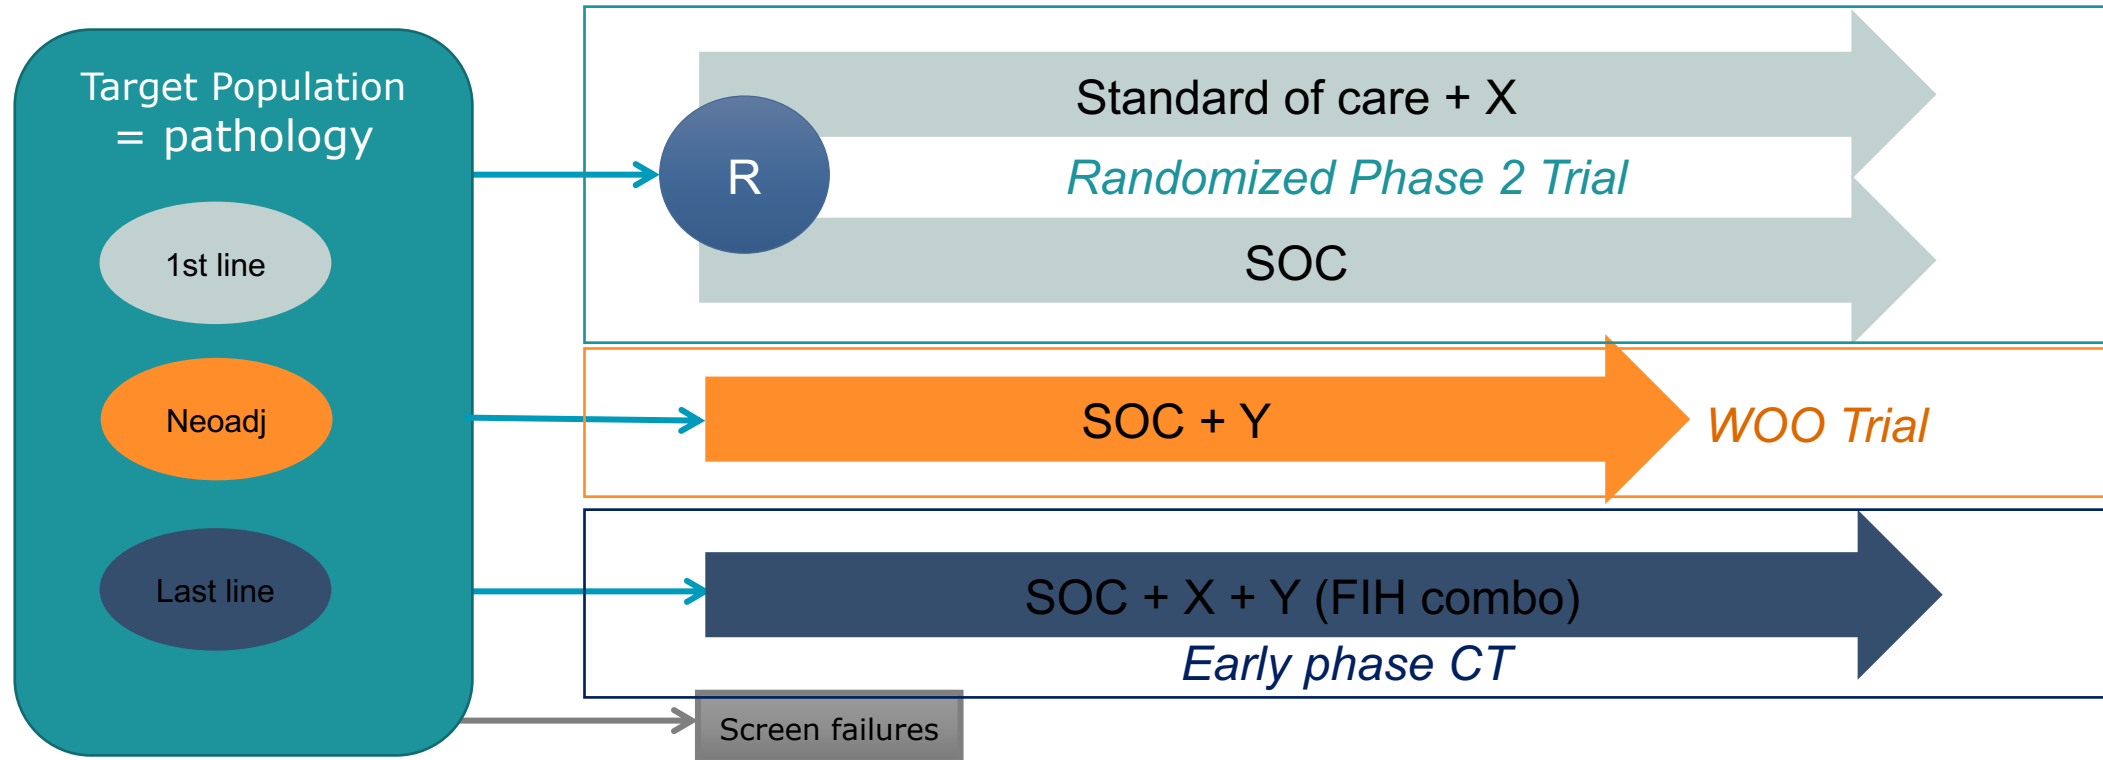 Target Population
= pathology
1st line
Neoadj
Last line
R
Standard of care + X
Randomized Phase 2 Trial
SOC
SOC + Y
WOO Trial
SOC + X + Y (FIH combo)
Early phase CT
Screen failures